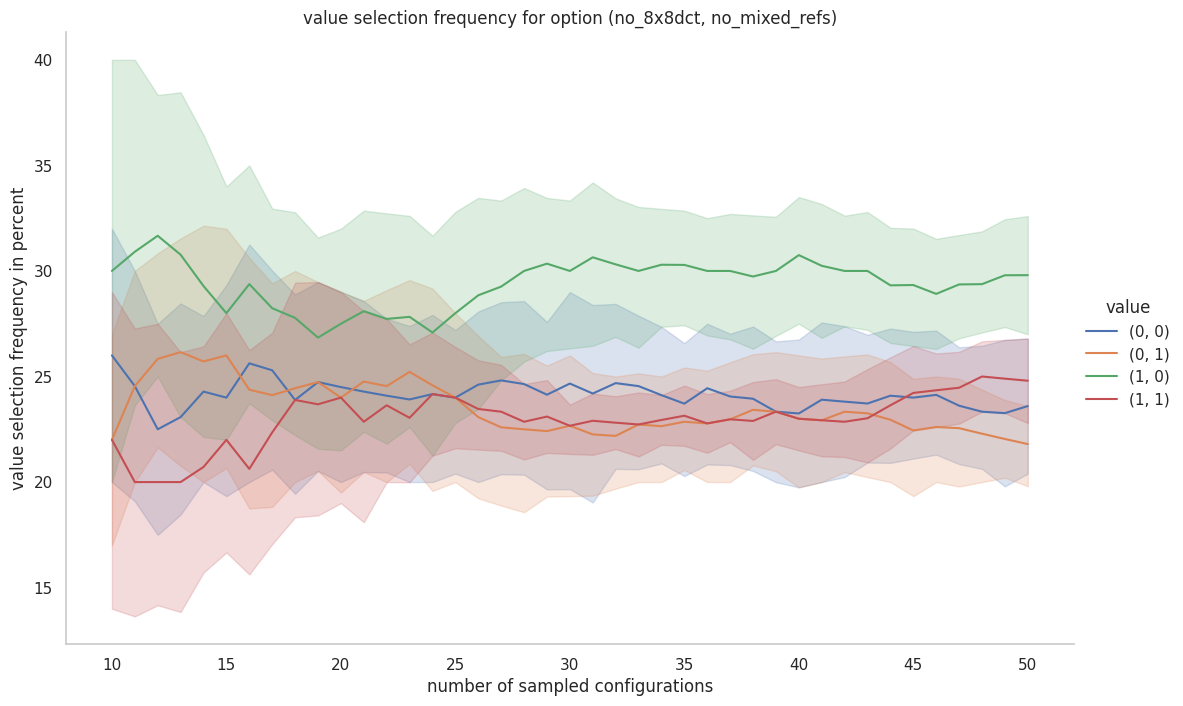 value selection frequency for option (no_8x8dct, no_mixed_refs)
value selection frequency in percent
40
35
30
25
20
15
10 15 20 25 30 35 40 45 50
number of sampled configurations
value
(0, 0)
(0, 1)
(1, 0)
(1, 1)